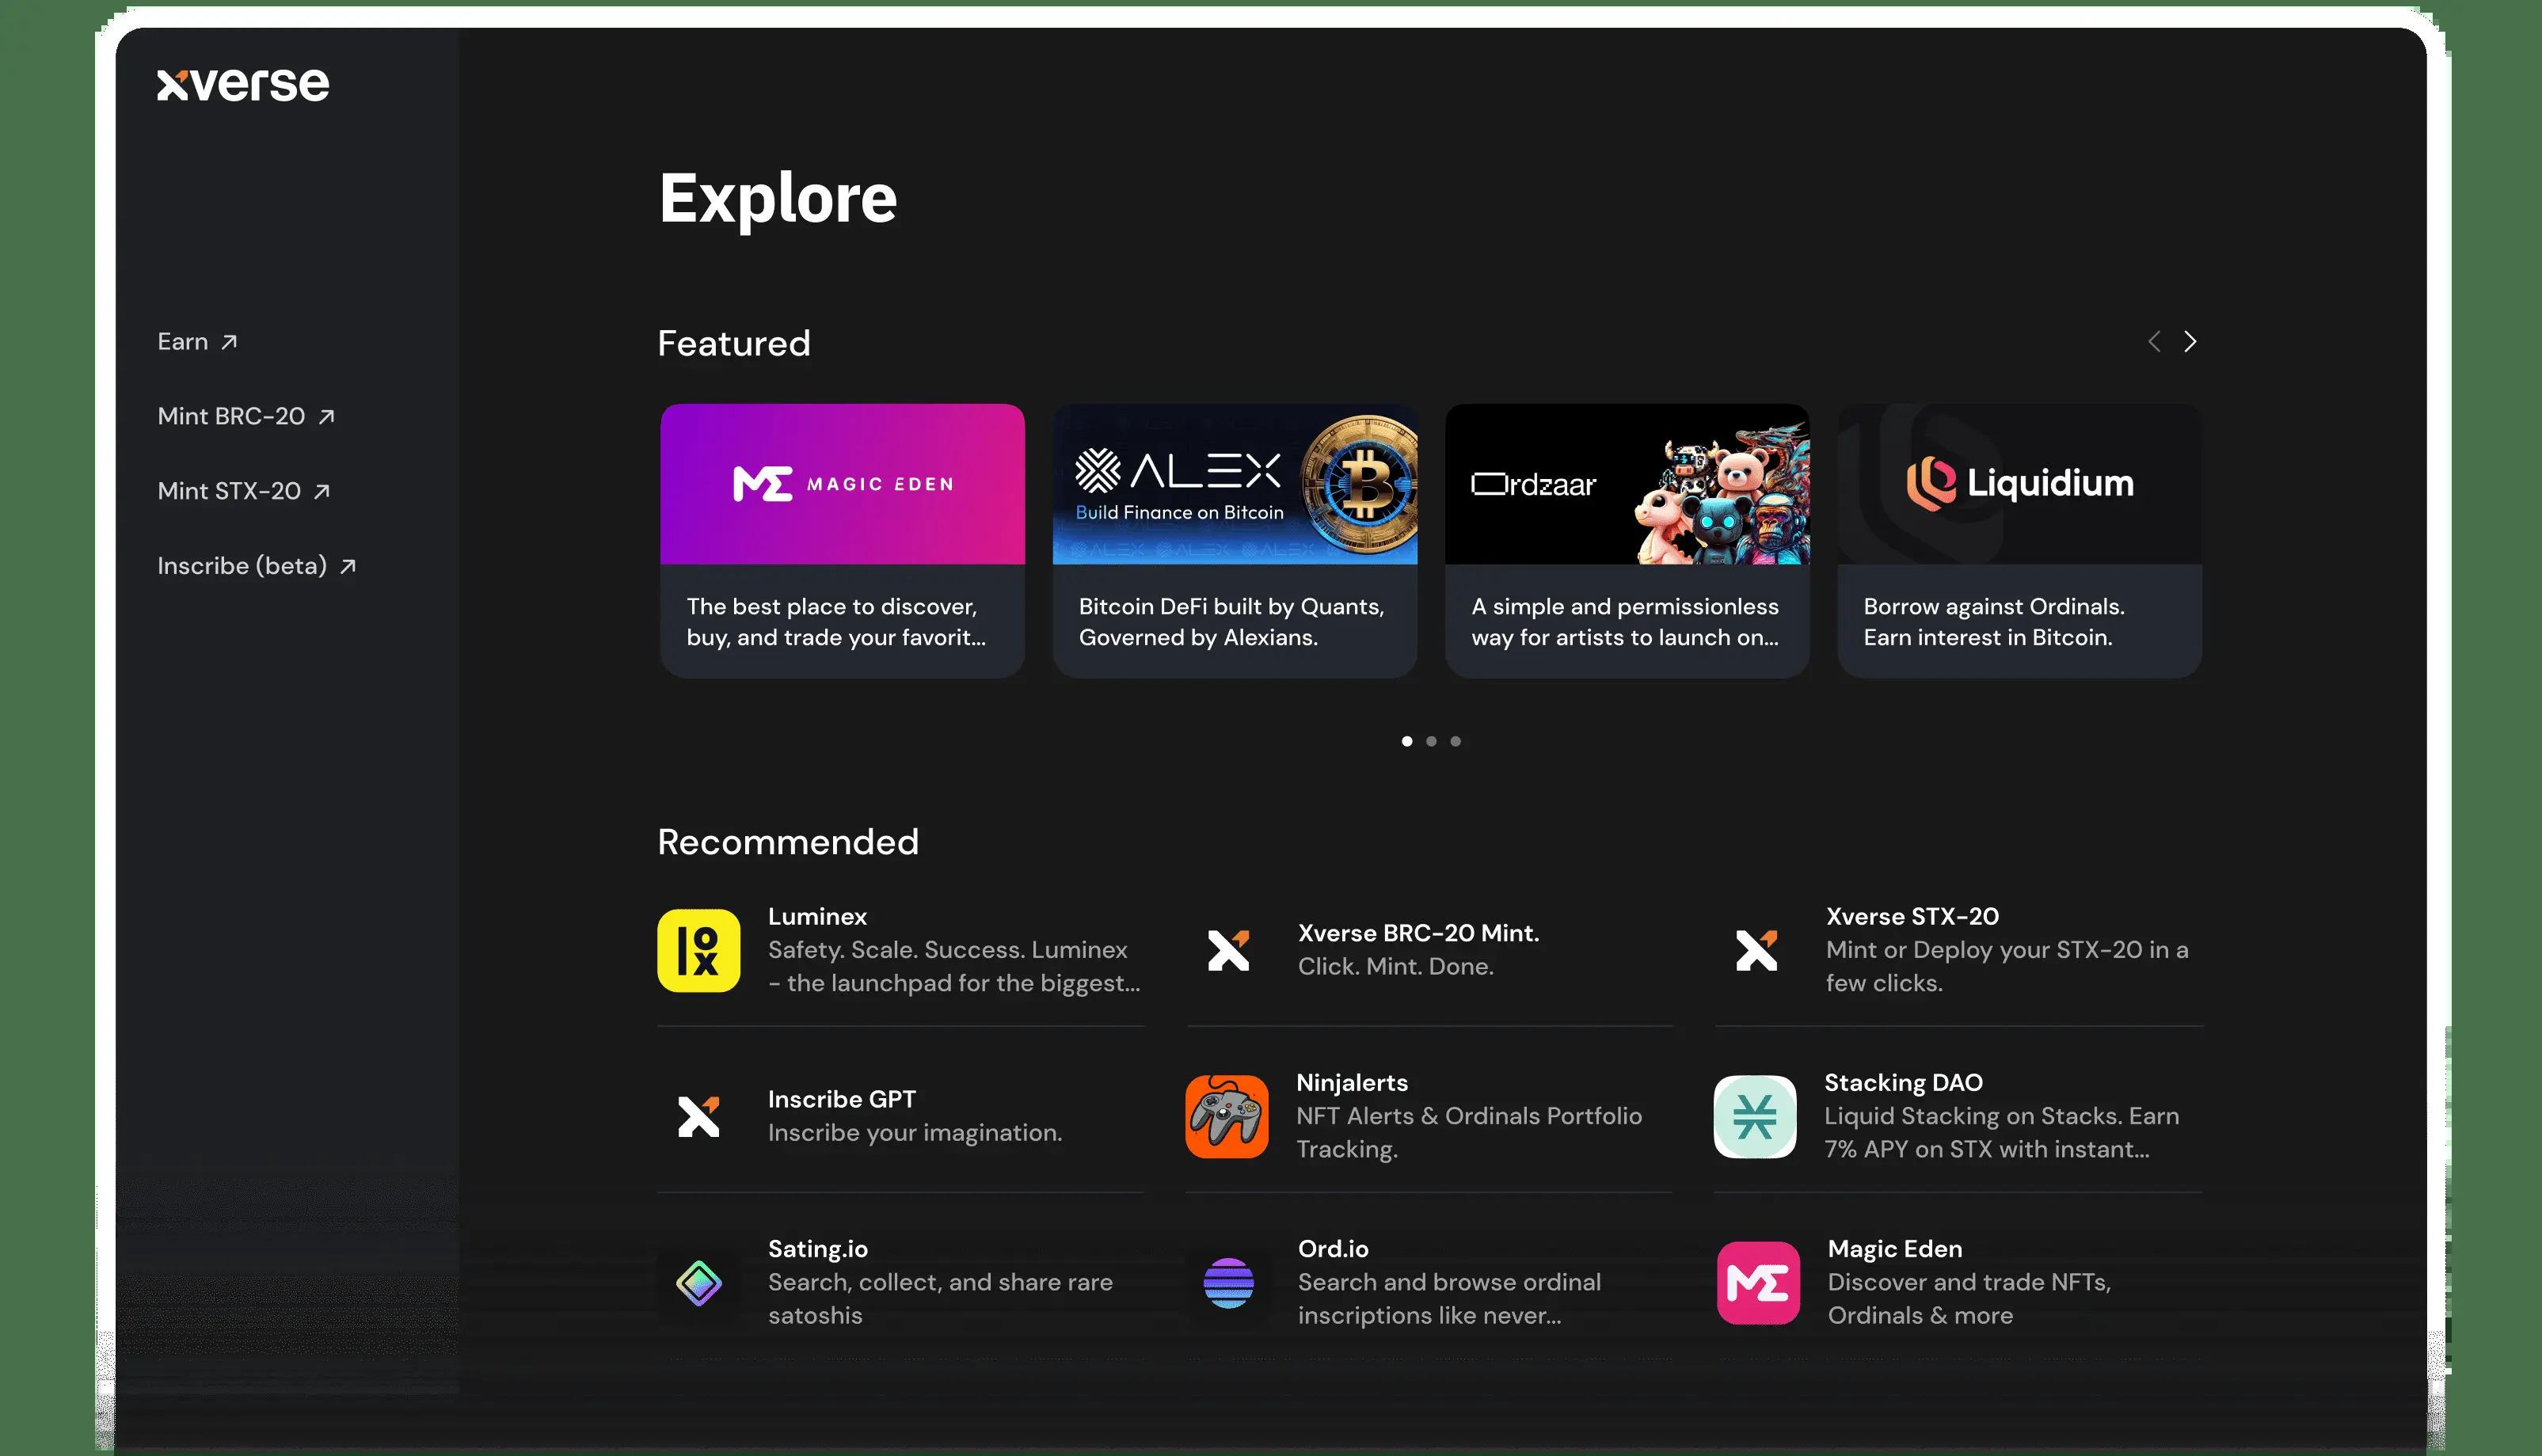 xverse
Earn
Mint BRC-20
Mint STX-20
Inscribe (beta)
Explore
Featured
MAGIC EDEN
The best place to discover,
buy, and trade your favorit...
ALEX
Build Finance on Bitcoin
ALEX ALEX ALEX
Bitcoin DeFi built by Quants,
Governed by Alexians.
Ordzaar
A simple and permissionless
way for artists to launch on...
Liquidium
Borrow against Ordinals.
Earn interest in Bitcoin.
Recommended
Luminex
Safety. Scale. Success. Luminex
- the launchpad for the biggest...
Xverse BRC-20 Mint.
Click. Mint. Done.
Xverse STX-20
Mint or Deploy your STX-20 in a
few clicks.
Inscribe GPT
Inscribe your imagination.
Ninjalerts
NFT Alerts & Ordinals Portfolio
Tracking.
Stacking DAO
Liquid Stacking on Stacks. Earn
7% APY on STX with instant...
Sating.io
Search, collect, and share rare
satoshis
Ord.io
Search and browse ordinal
inscriptions like never...
ME
Magic Eden
Discover and trade NFTs,
Ordinals & more